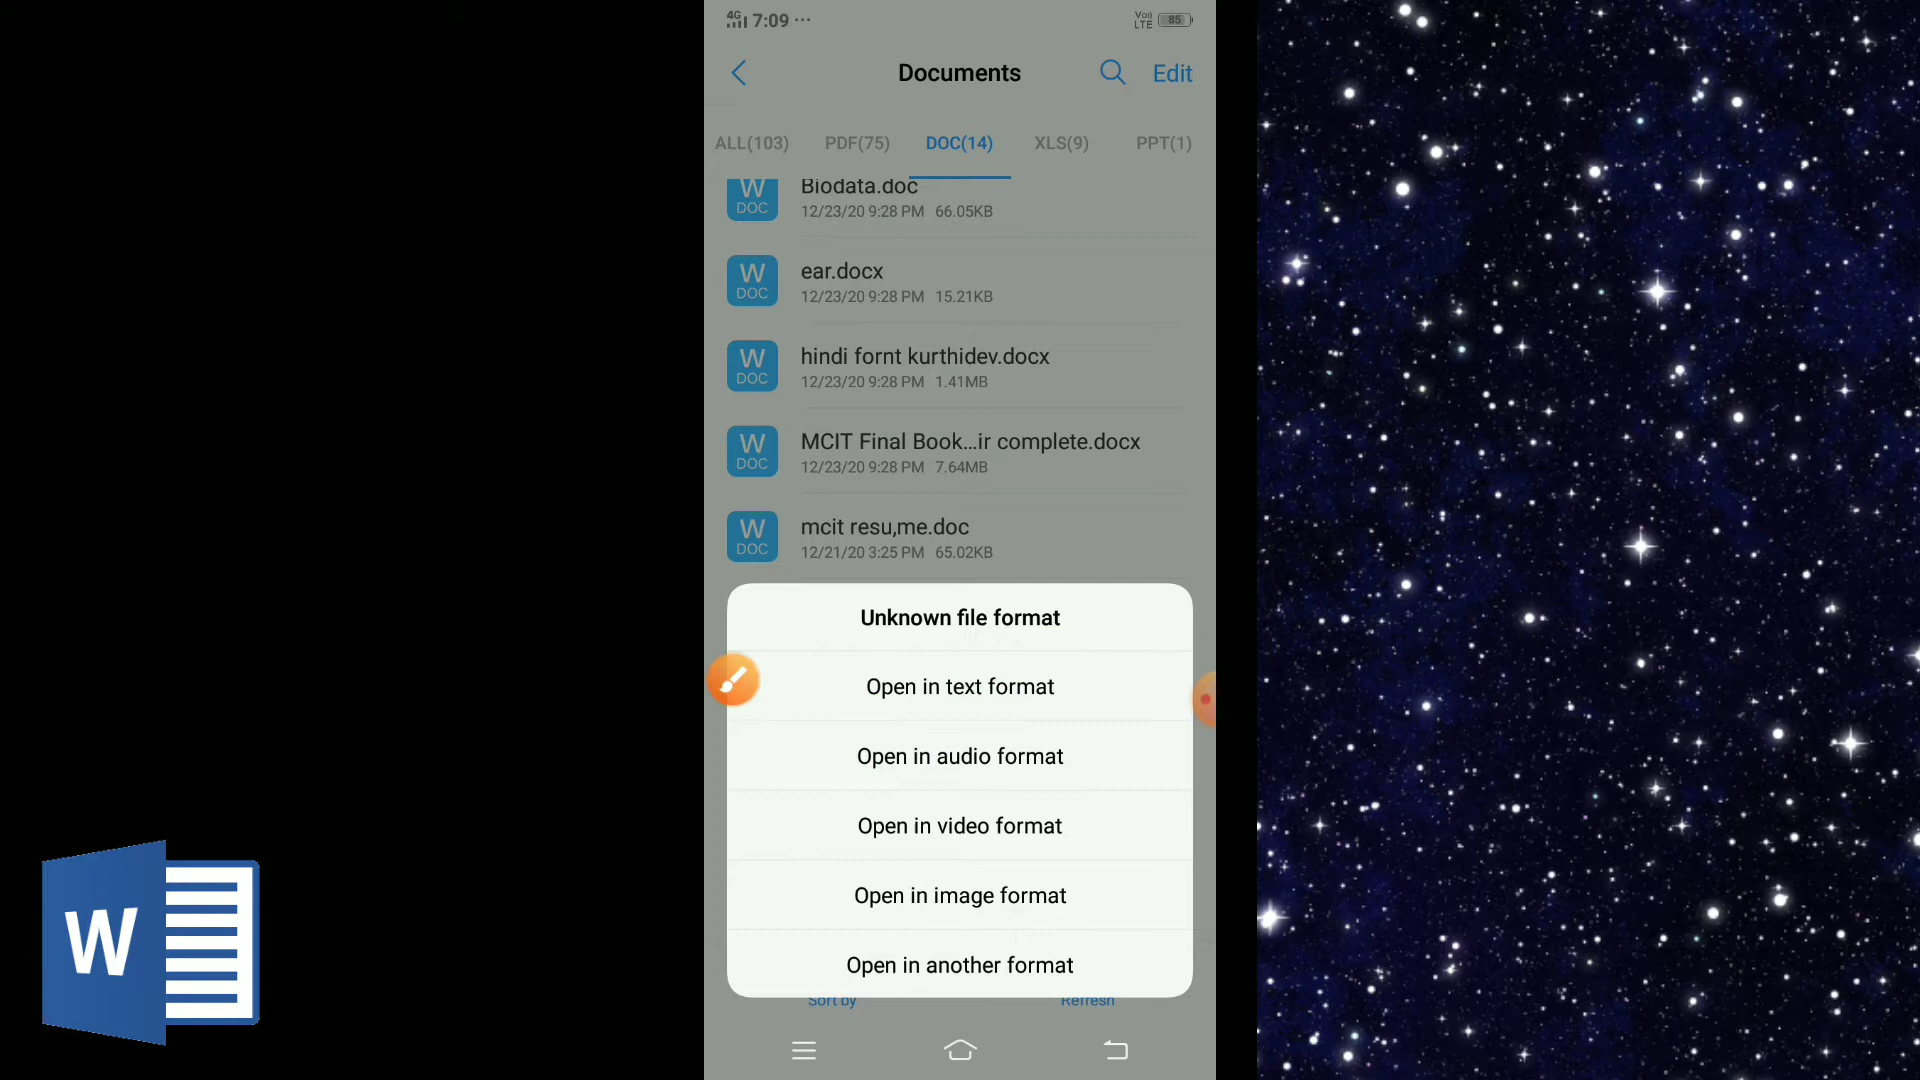 4G 7:09 ... Vo) LTE 85
Documents Edit
ALL(103) PDF(75) DOC(14) XLS(9) PPT(1)
W DOC Biodata.doc
12/23/20 9:28 PM 66.05KB
W DOC ear.docx
12/23/20 9:28 PM 15.21KB
W DOC hindi fornt kurthidev.docx
12/23/20 9:28 PM 1.41MB
W DOC MCIT Final Book...ir complete.docx
12/23/20 9:28 PM 7.64MB
W DOC mcit resu,me.doc
12/21/20 3:25 PM 65.02KB
Unknown file format
Open in text format
Open in audio format
Open in video format
Open in image format
Open in another format
Sort by Refresh
W